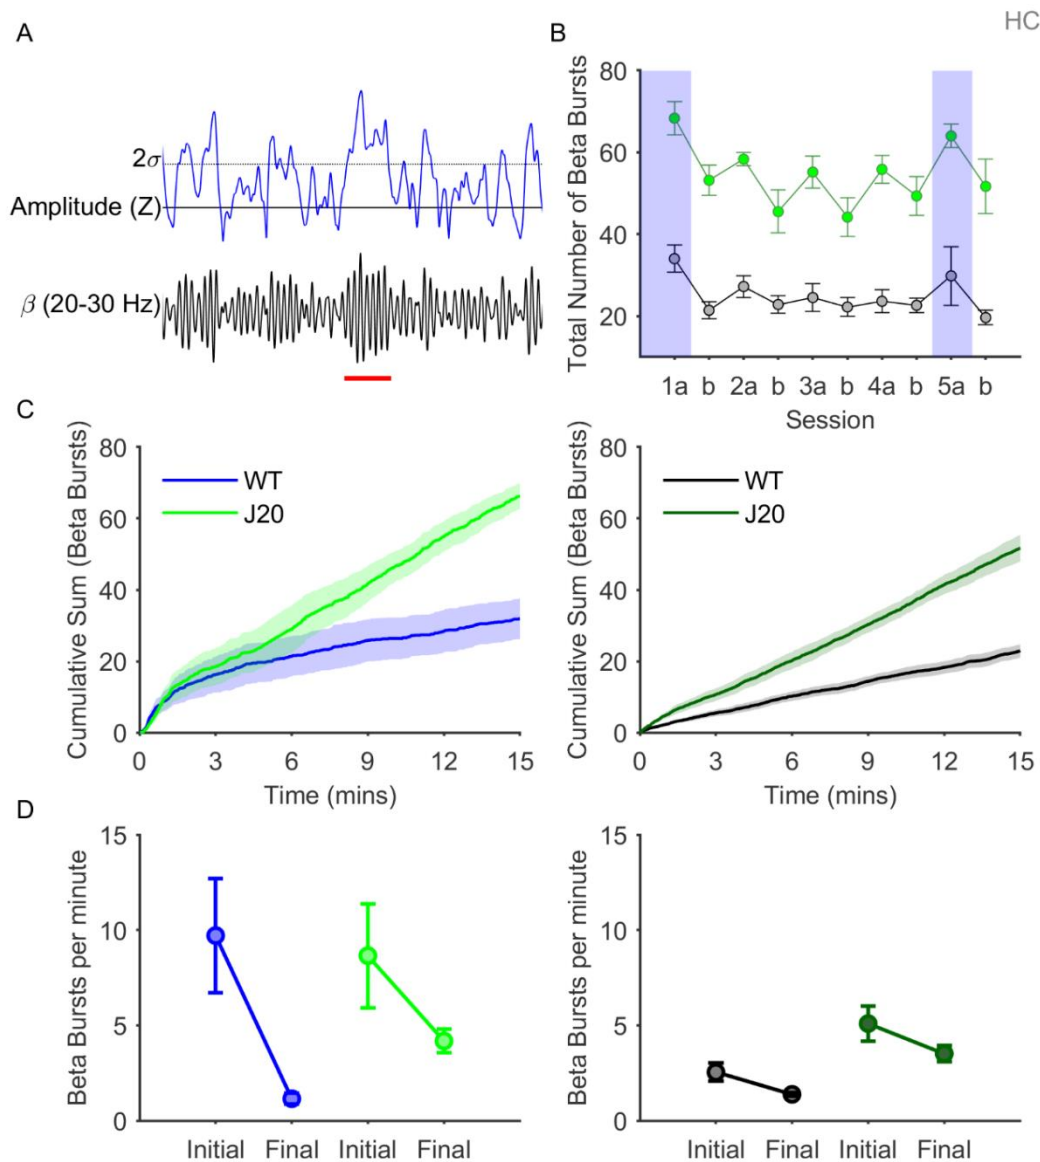 HC
A
2σ
Amplitude (Z)
β (20-30 Hz)
B
Total Number of Beta Bursts
80
60
40
20
1a b 2a b 3a b 4a b 5a b
Session
C
Cumulative Sum (Beta Bursts)
80
60
40
20
0
WT
J20
0 3 6 9 12 15
Time (mins)
Cumulative Sum (Beta Bursts)
80
60
40
20
0
WT
J20
0 3 6 9 12 15
Time (mins)
D
Beta Bursts per minute
15
10
5
0
Initial Final Initial Final
Beta Bursts per minute
15
10
5
0
Initial Final Initial Final